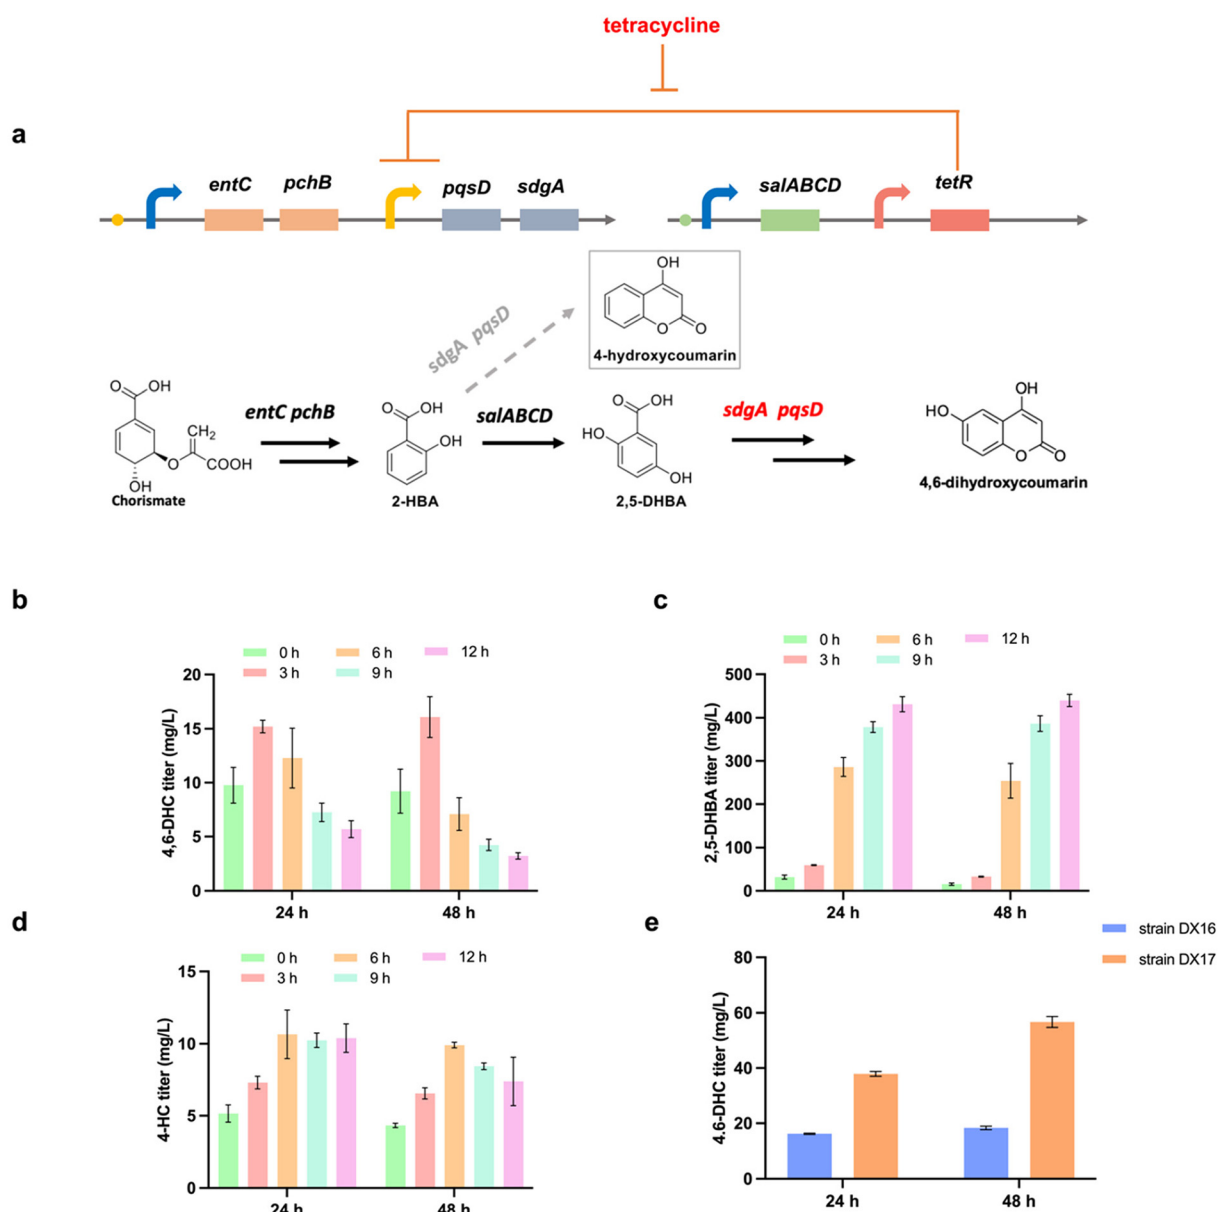 tetracycline
a
entC pchB pqsD sdgA salABCD tetR
OH
O O
4-hydroxycoumarin
sdgA pqsD
O OH
CH2
O COOH
OH
Chorismate
entC pchB
O OH
OH
2-HBA
salABCD
O OH
HO
OH
2,5-DHBA
sdgA pqsD
OH
HO
O O
4,6-dihydroxycoumarin
b
0 h 6 h 12 h
3 h 9 h
4,6-DHC titer (mg/L)
20
15
10
5
0
24 h 48 h
c
0 h 6 h 12 h
3 h 9 h
2,5-DHBA titer (mg/L)
500
400
300
200
100
0
24 h 48 h
d
0 h 6 h 12 h
3 h 9 h
4-HC titer (mg/L)
15
10
5
0
24 h 48 h
e
strain DX16
strain DX17
4.6-DHC titer (mg/L)
80
60
40
20
0
24 h 48 h